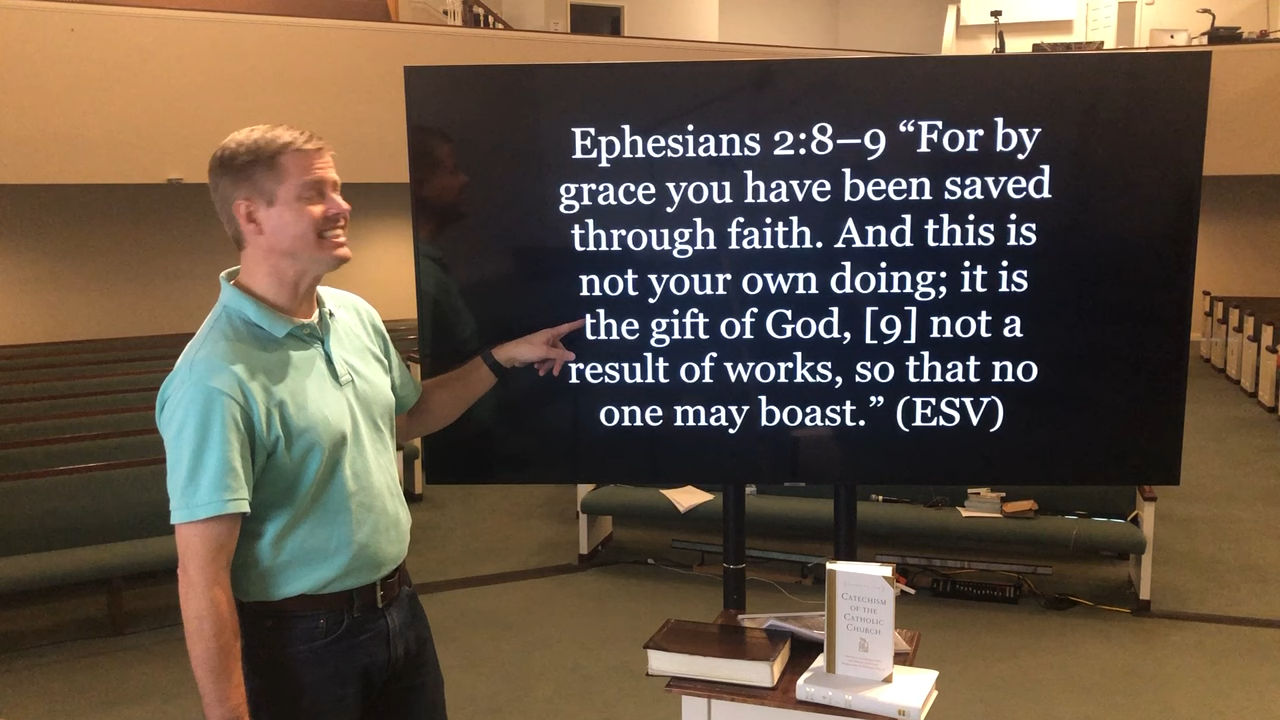 Ephesians 2:8–9 “For by
grace you have been saved
through faith. And this is
not your own doing; it is
the gift of God, [9] not a
result of works, so that no
one may boast.” (ESV)
CATECHISM
OF THE
CATHOLIC
CHURCH